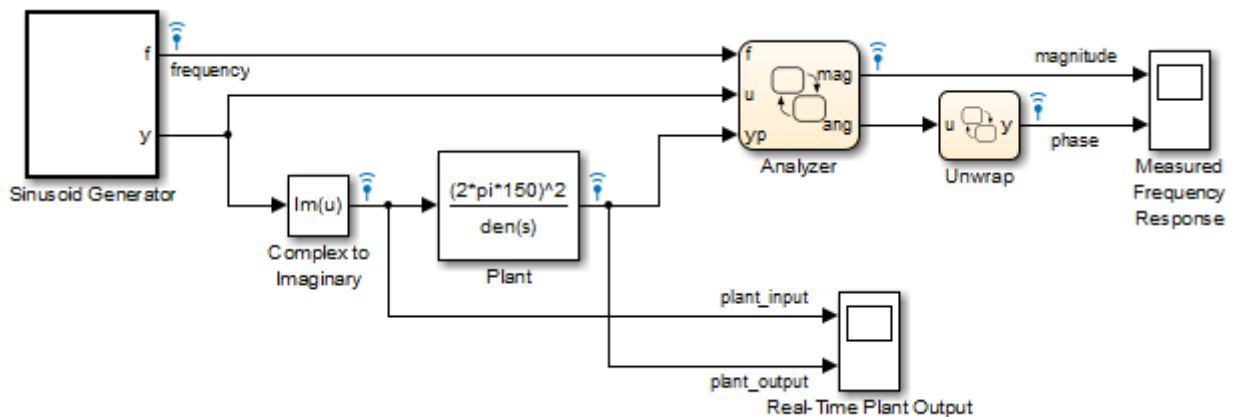 f
frequency
y
Sinusoid Generator
Im(u)
Complex to
Imaginary
(2*pi*150)^2
den(s)
Plant
f
u
yp
mag
ang
Analyzer
u
y
Unwrap
magnitude
phase
Measured
Frequency
Response
plant_input
plant_output
Real-Time Plant Output